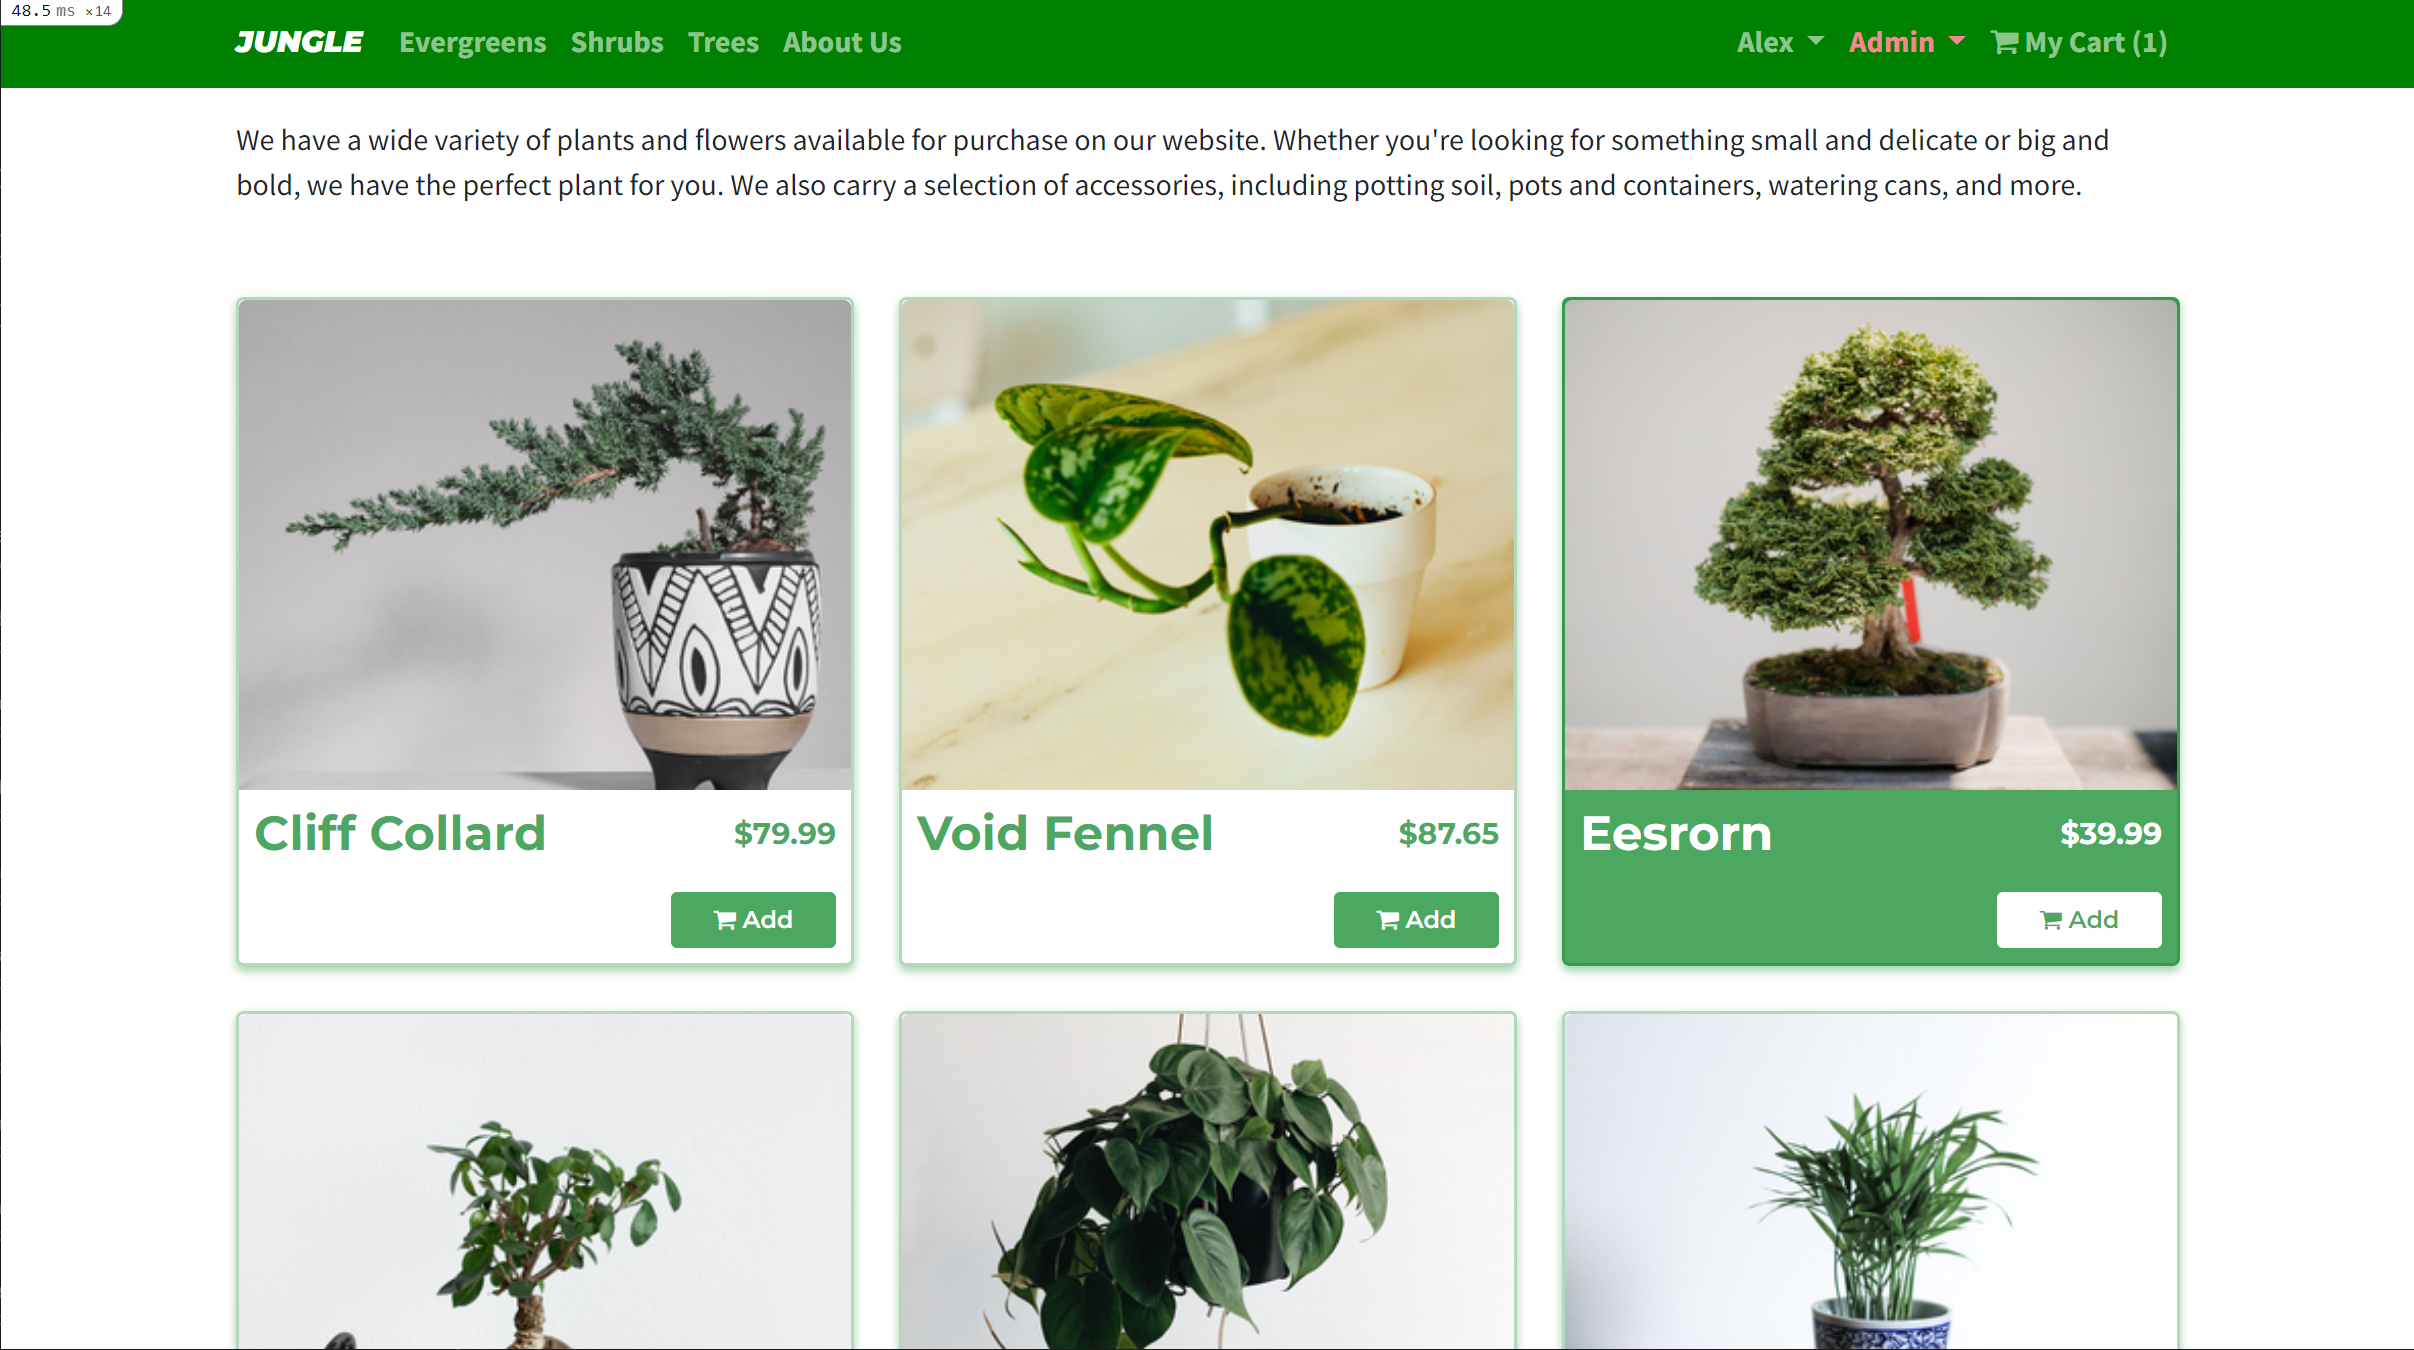 48.5 ms ×14
JUNGLE Evergreens Shrubs Trees About Us Alex Admin My Cart (1)
We have a wide variety of plants and flowers available for purchase on our website. Whether you're looking for something small and delicate or big and
bold, we have the perfect plant for you. We also carry a selection of accessories, including potting soil, pots and containers, watering cans, and more.
Cliff Collard $79.99
Add
Void Fennel $87.65
Add
Eesrorn $39.99
Add